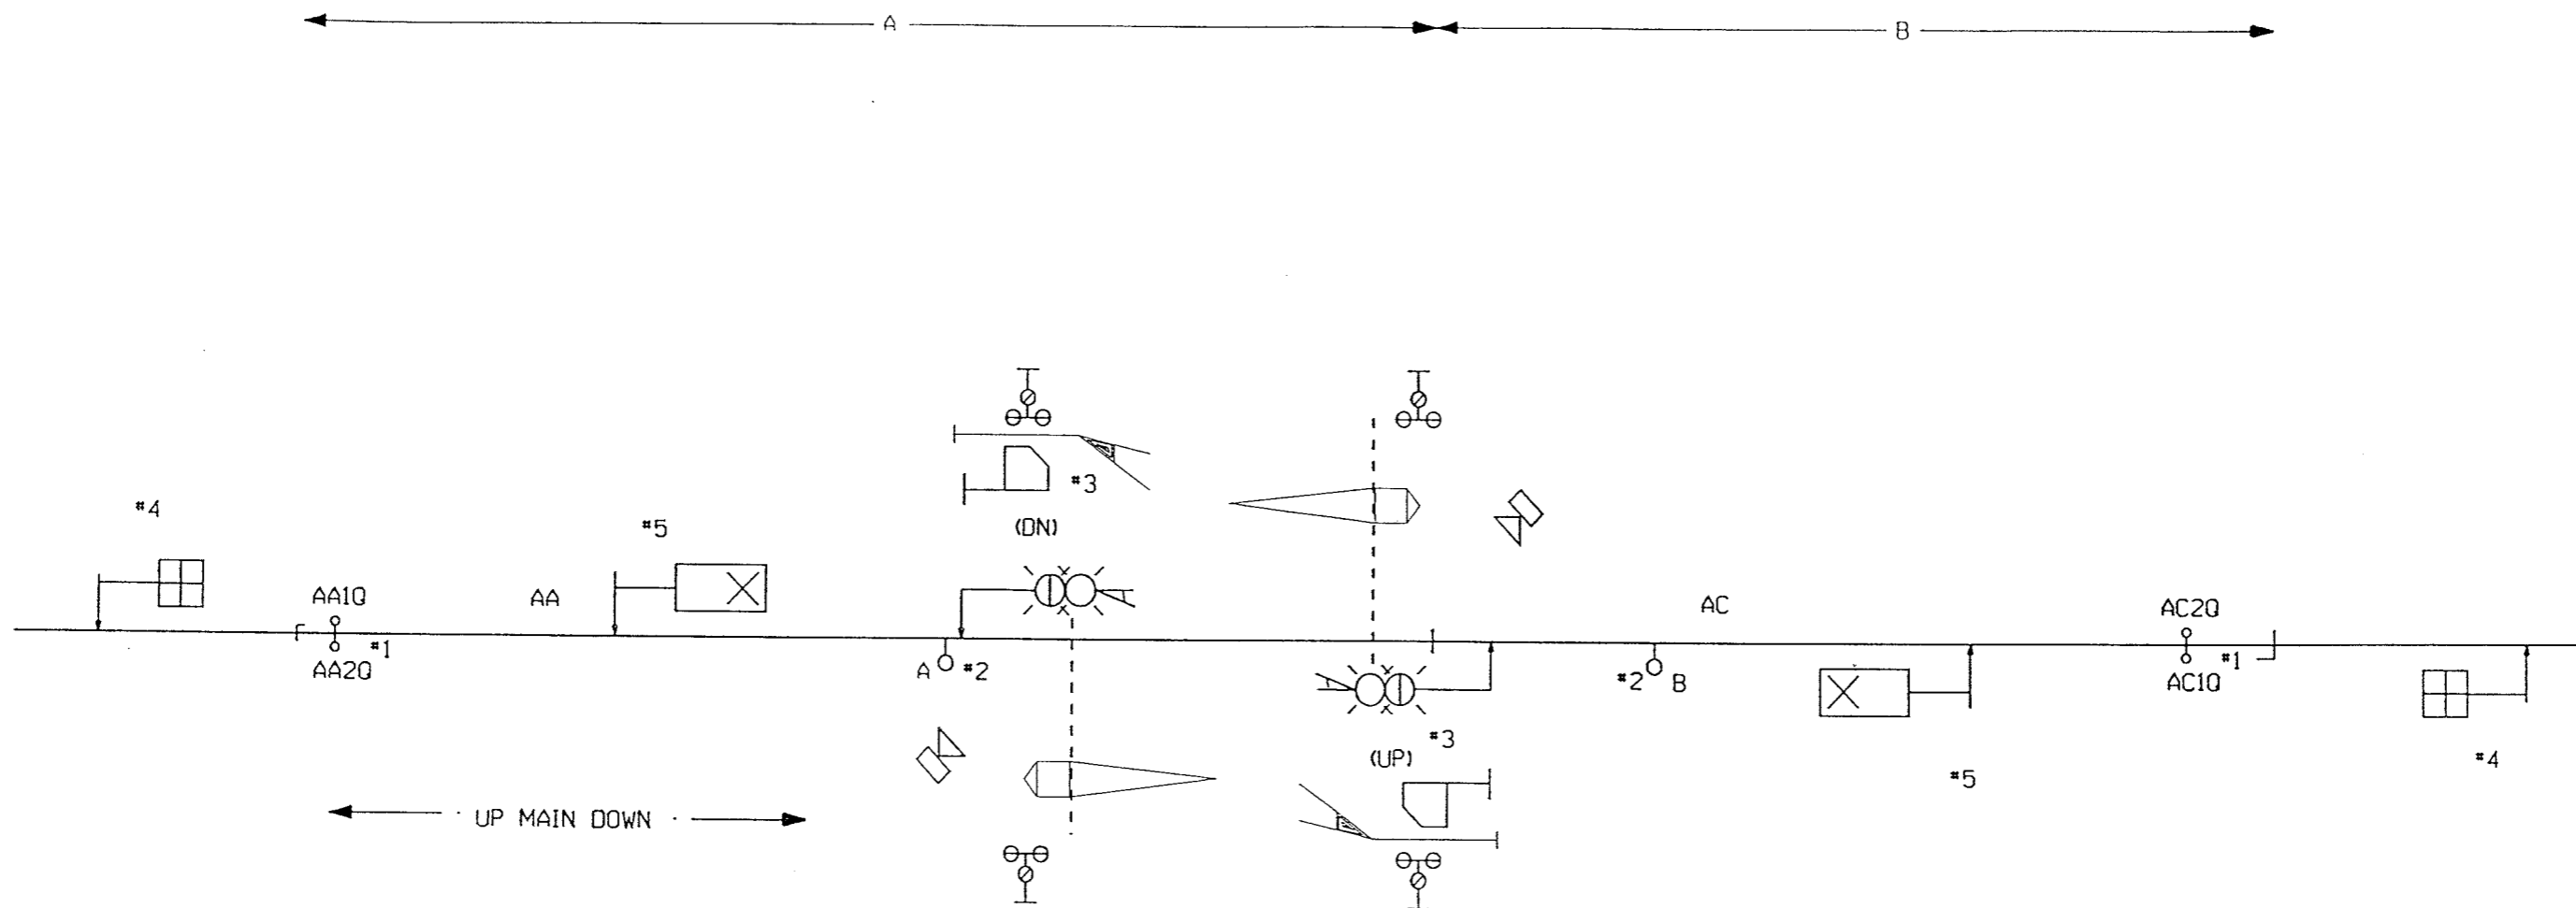 A
B
#3
#4
#5
(DN)
AA1Q
AA
AC
AC2Q
#1
AA2Q
A #2
#2 B
#1
AC1Q
#3
(UP)
#4
#5
UP MAIN DOWN